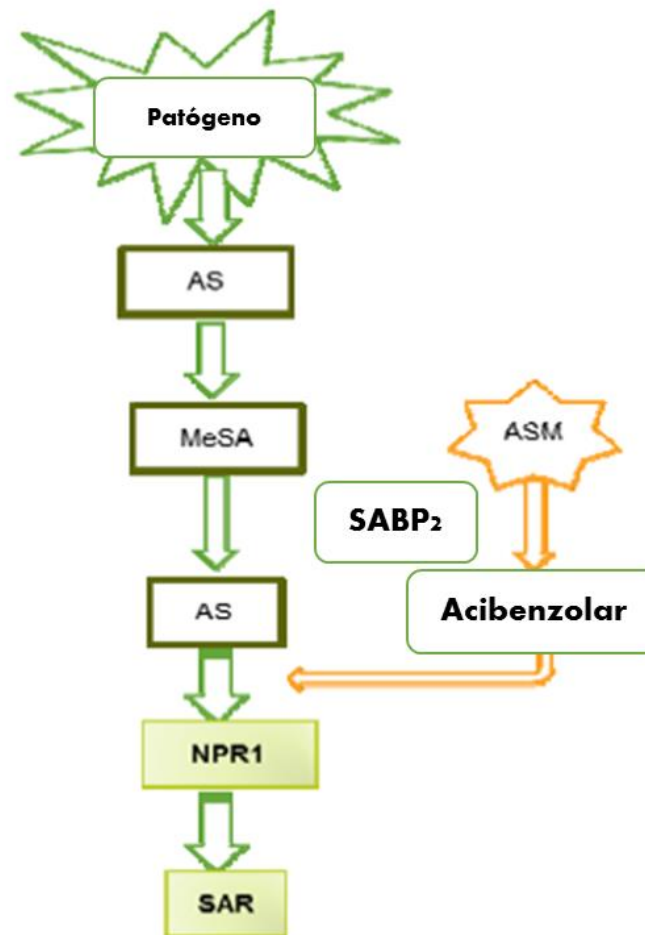 Patógeno
AS
MeSA
ASM
SABP₂
AS
Acibenzolar
NPR1
SAR